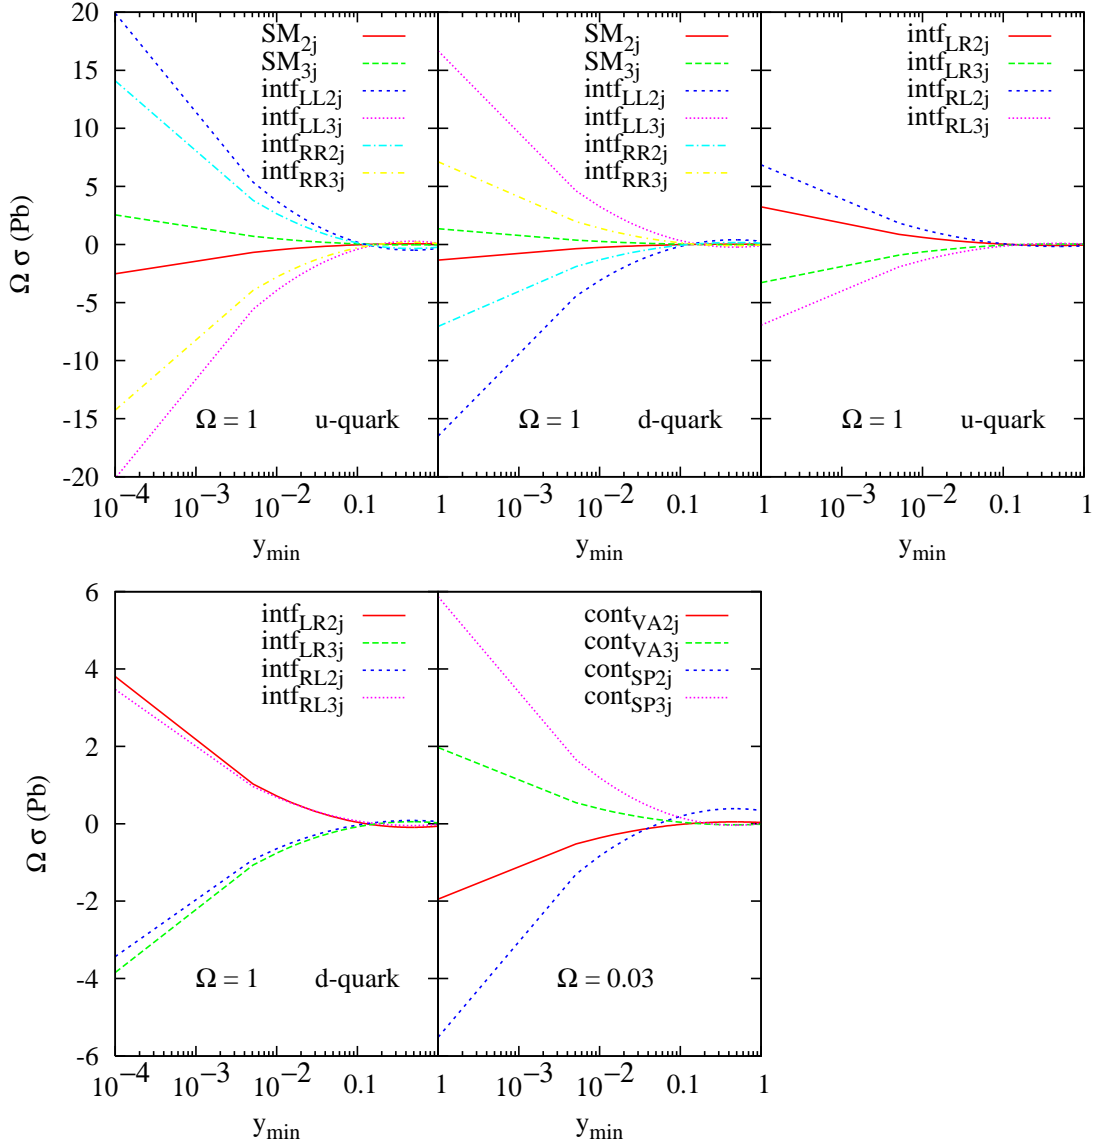 Ω σ (Pb)
20
15
10
5
0
-5
-10
-15
-20
SM2j
SM3j
intfLL2j
intfLL3j
intfRR2j
intfRR3j
Ω = 1 u-quark
10−4 10−3 10−2 0.1
ymin
SM2j
SM3j
intfLL2j
intfLL3j
intfRR2j
intfRR3j
Ω = 1 d-quark
1 10−3 10−2 0.1
ymin
intfLR2j
intfLR3j
intfRL2j
intfRL3j
Ω = 1 u-quark
1 10−3 10−2 0.1 1
ymin
Ω σ (Pb)
6
4
2
0
-2
-4
-6
intfLR2j
intfLR3j
intfRL2j
intfRL3j
Ω = 1 d-quark
10−4 10−3 10−2 0.1
ymin
contVA2j
contVA3j
contSP2j
contSP3j
Ω = 0.03
1 10−3 10−2 0.1 1
ymin